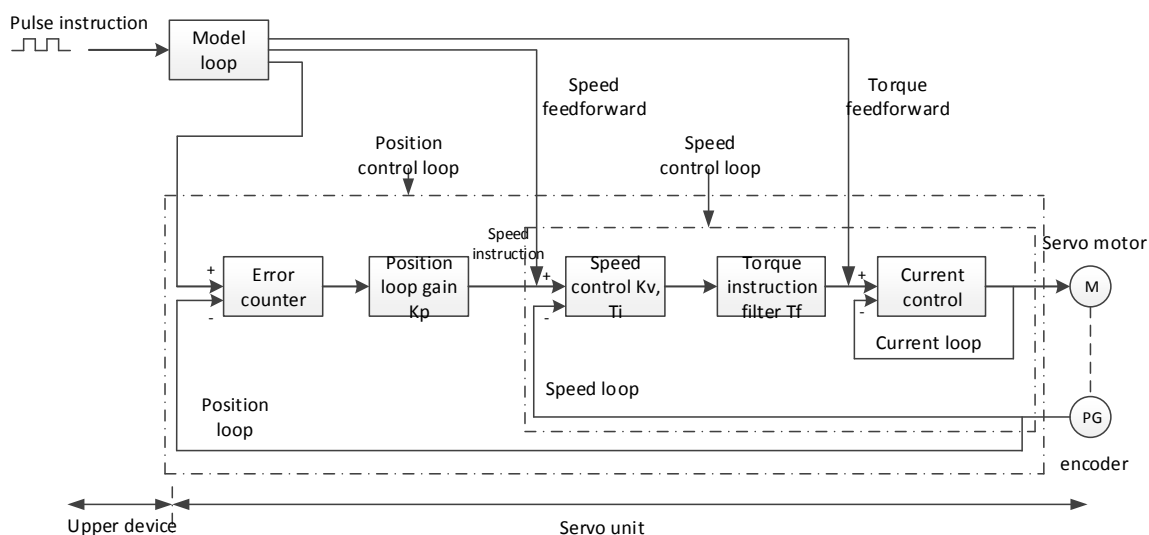 Pulse instruction
Model
loop
Speed
feedforward
Torque
feedforward
Position
control loop
Speed
control loop
Speed
instruction
Servo motor
+
-
Error
counter
Position
loop gain
Kp
+
-
Speed
control Kv,
Ti
Torque
instruction
filter Tf
+
-
Current
control
M
Current loop
Speed loop
Position
loop
PG
encoder
Upper device
Servo unit